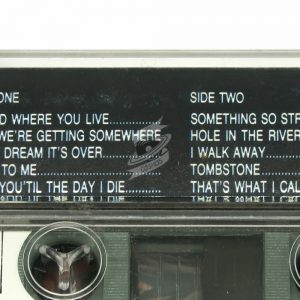 ONE
D WHERE YOU LIVE..............
WE'RE GETTING SOMEWHERE
DREAM IT'S OVER.......
TO ME
YOU'TIL THE DAY I DIE...
SIDE TWO
SOMETHING SO STR
HOLE IN THE RIVER
I WALK AWAY...........
TOMBSTONE
THAT'S WHAT I CAL